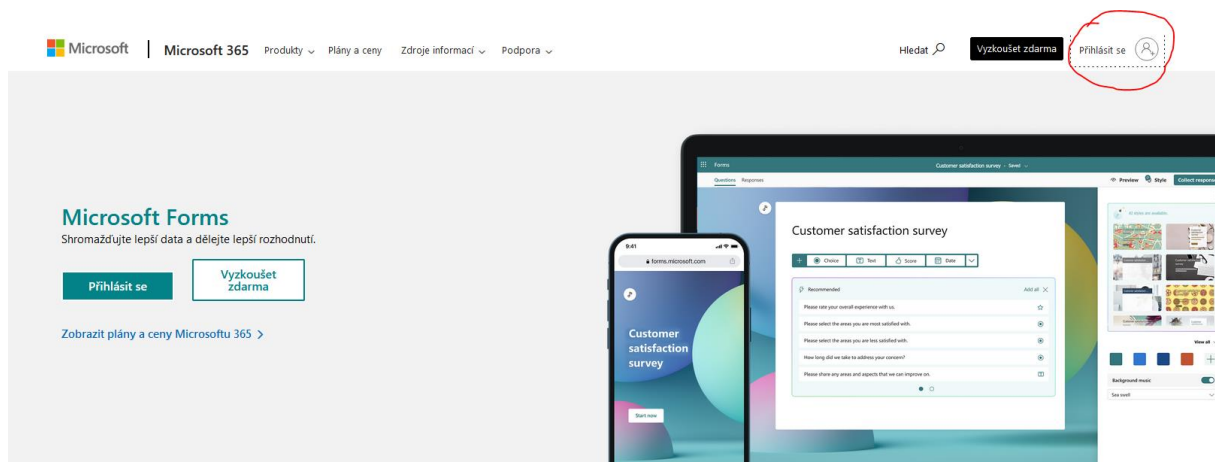 Microsoft
Microsoft 365 Produkty Plány a ceny Zdroje informací Podpora Hledat Vyzkoušet zdarma Přihlásit se
Microsoft Forms
Shromažďujte lepší data a dělejte lepší rozhodnutí.
Přihlásit se
Vyzkoušet
zdarma
Zobrazit plány a ceny Microsoftu 365
9:41
forms.microsoft.com
Customer
satisfaction
survey
Start now
Forms
Customer satisfaction survey - Saved
Questions Responses
Preview Style Collect respons
Customer satisfaction survey
+ Choice Text Score Date
Recommended Add all
Please rate your overall experience with us.
Please select the areas you are most satisfied with.
Please select the areas you are less satisfied with.
How long did we take to address your concern?
Please share any areas and aspects that we can improve on.
View all
Background music
Sea swell